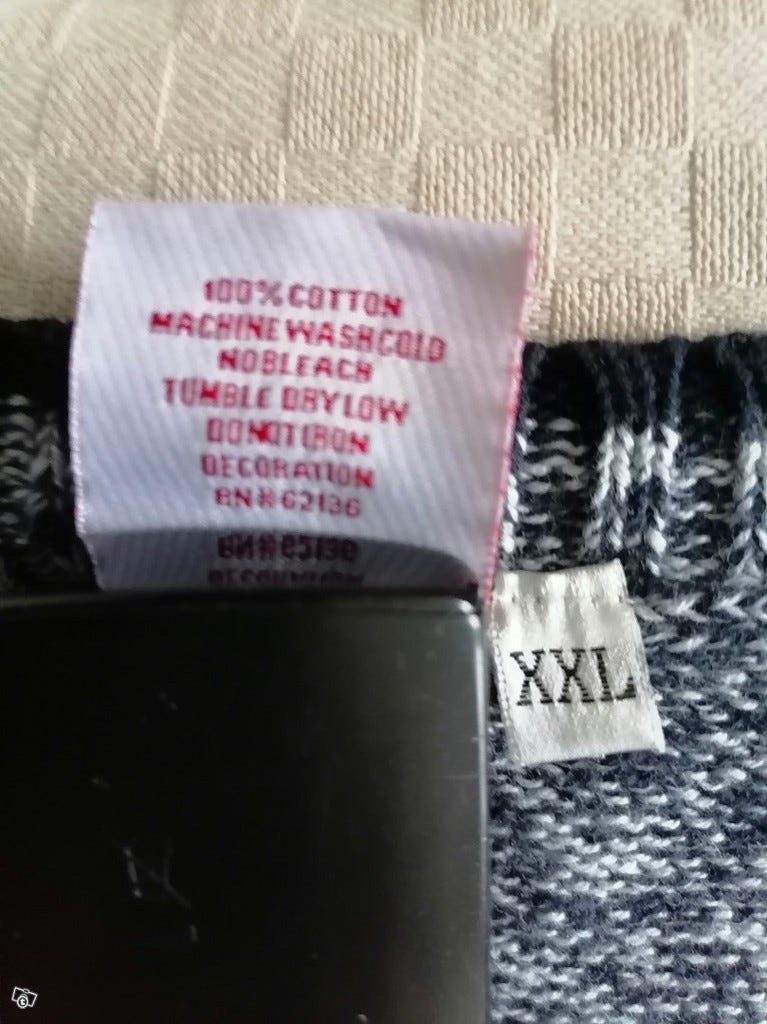 100% COTTON
MACHINE WASH COLD
NO BLEACH
TUMBLE DRY LOW
DO NOT IRON
DECORATION
RN # 62136
XXL